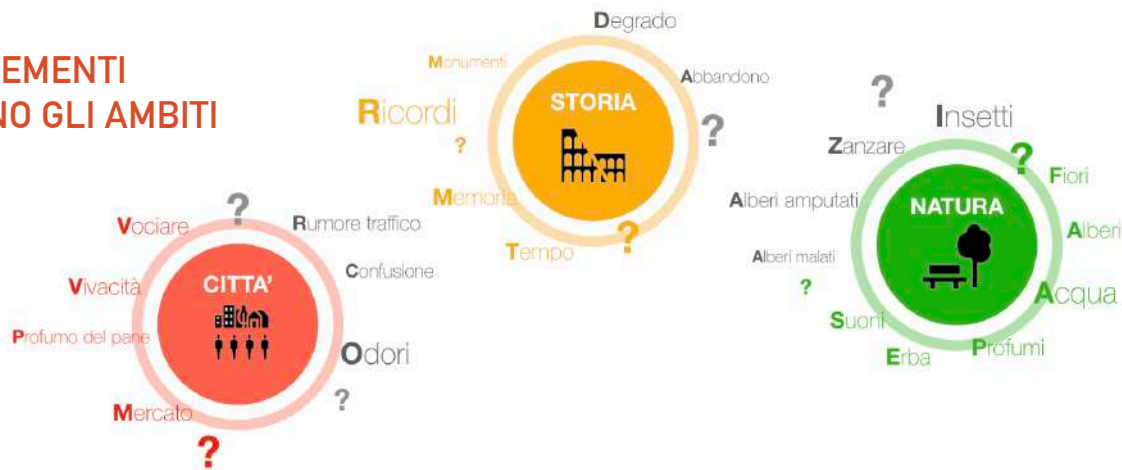 EMENTI
NO GLI AMBITI
Degrado
Monumenti
Abbandono
Ricordi
STORIA
?
?
?
Memoria
Tempo
?
Insetti
Zanzare
?
Fiori
Alberi amputati
NATURA
Alberi
Alberi malati
?
Acqua
Suoni
Erba
Profumi
?
Vociare
Rumore traffico
Vivacità
CITTA'
Confusione
Profumo del pane
Odori
?
Mercato
?